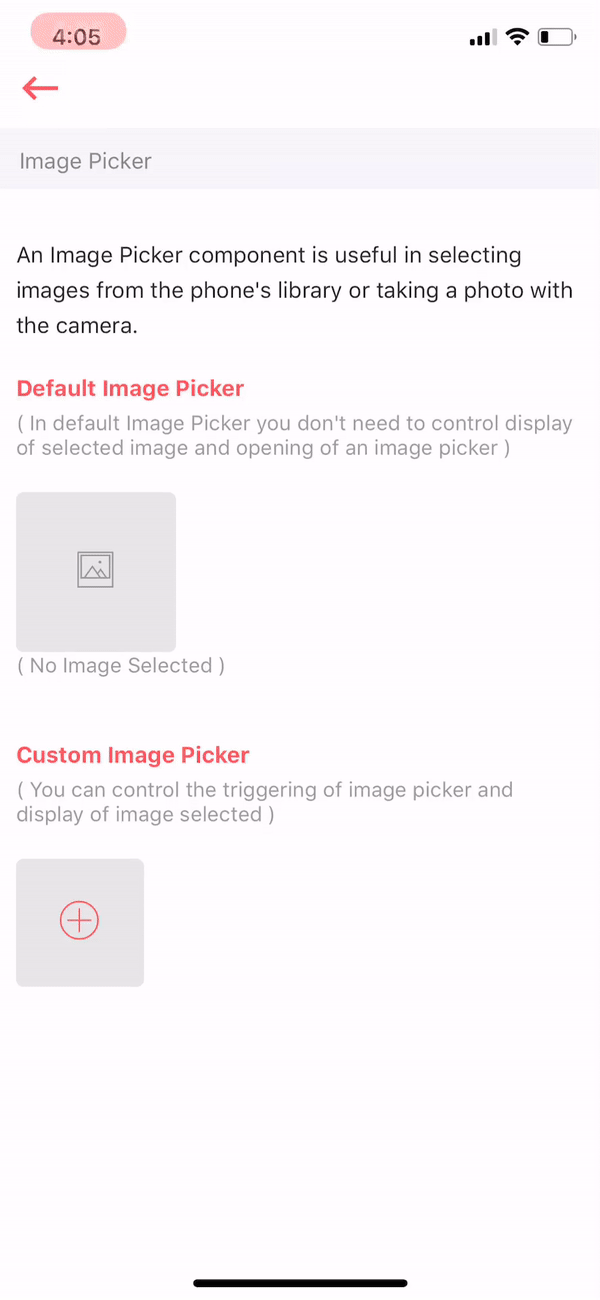 4:05
Image Picker
An Image Picker component is useful in selecting
images from the phone's library or taking a photo with
the camera.
Default Image Picker
( In default Image Picker you don't need to control display
of selected image and opening of an image picker )
( No Image Selected )
Custom Image Picker
( You can control the triggering of image picker and
display of image selected )